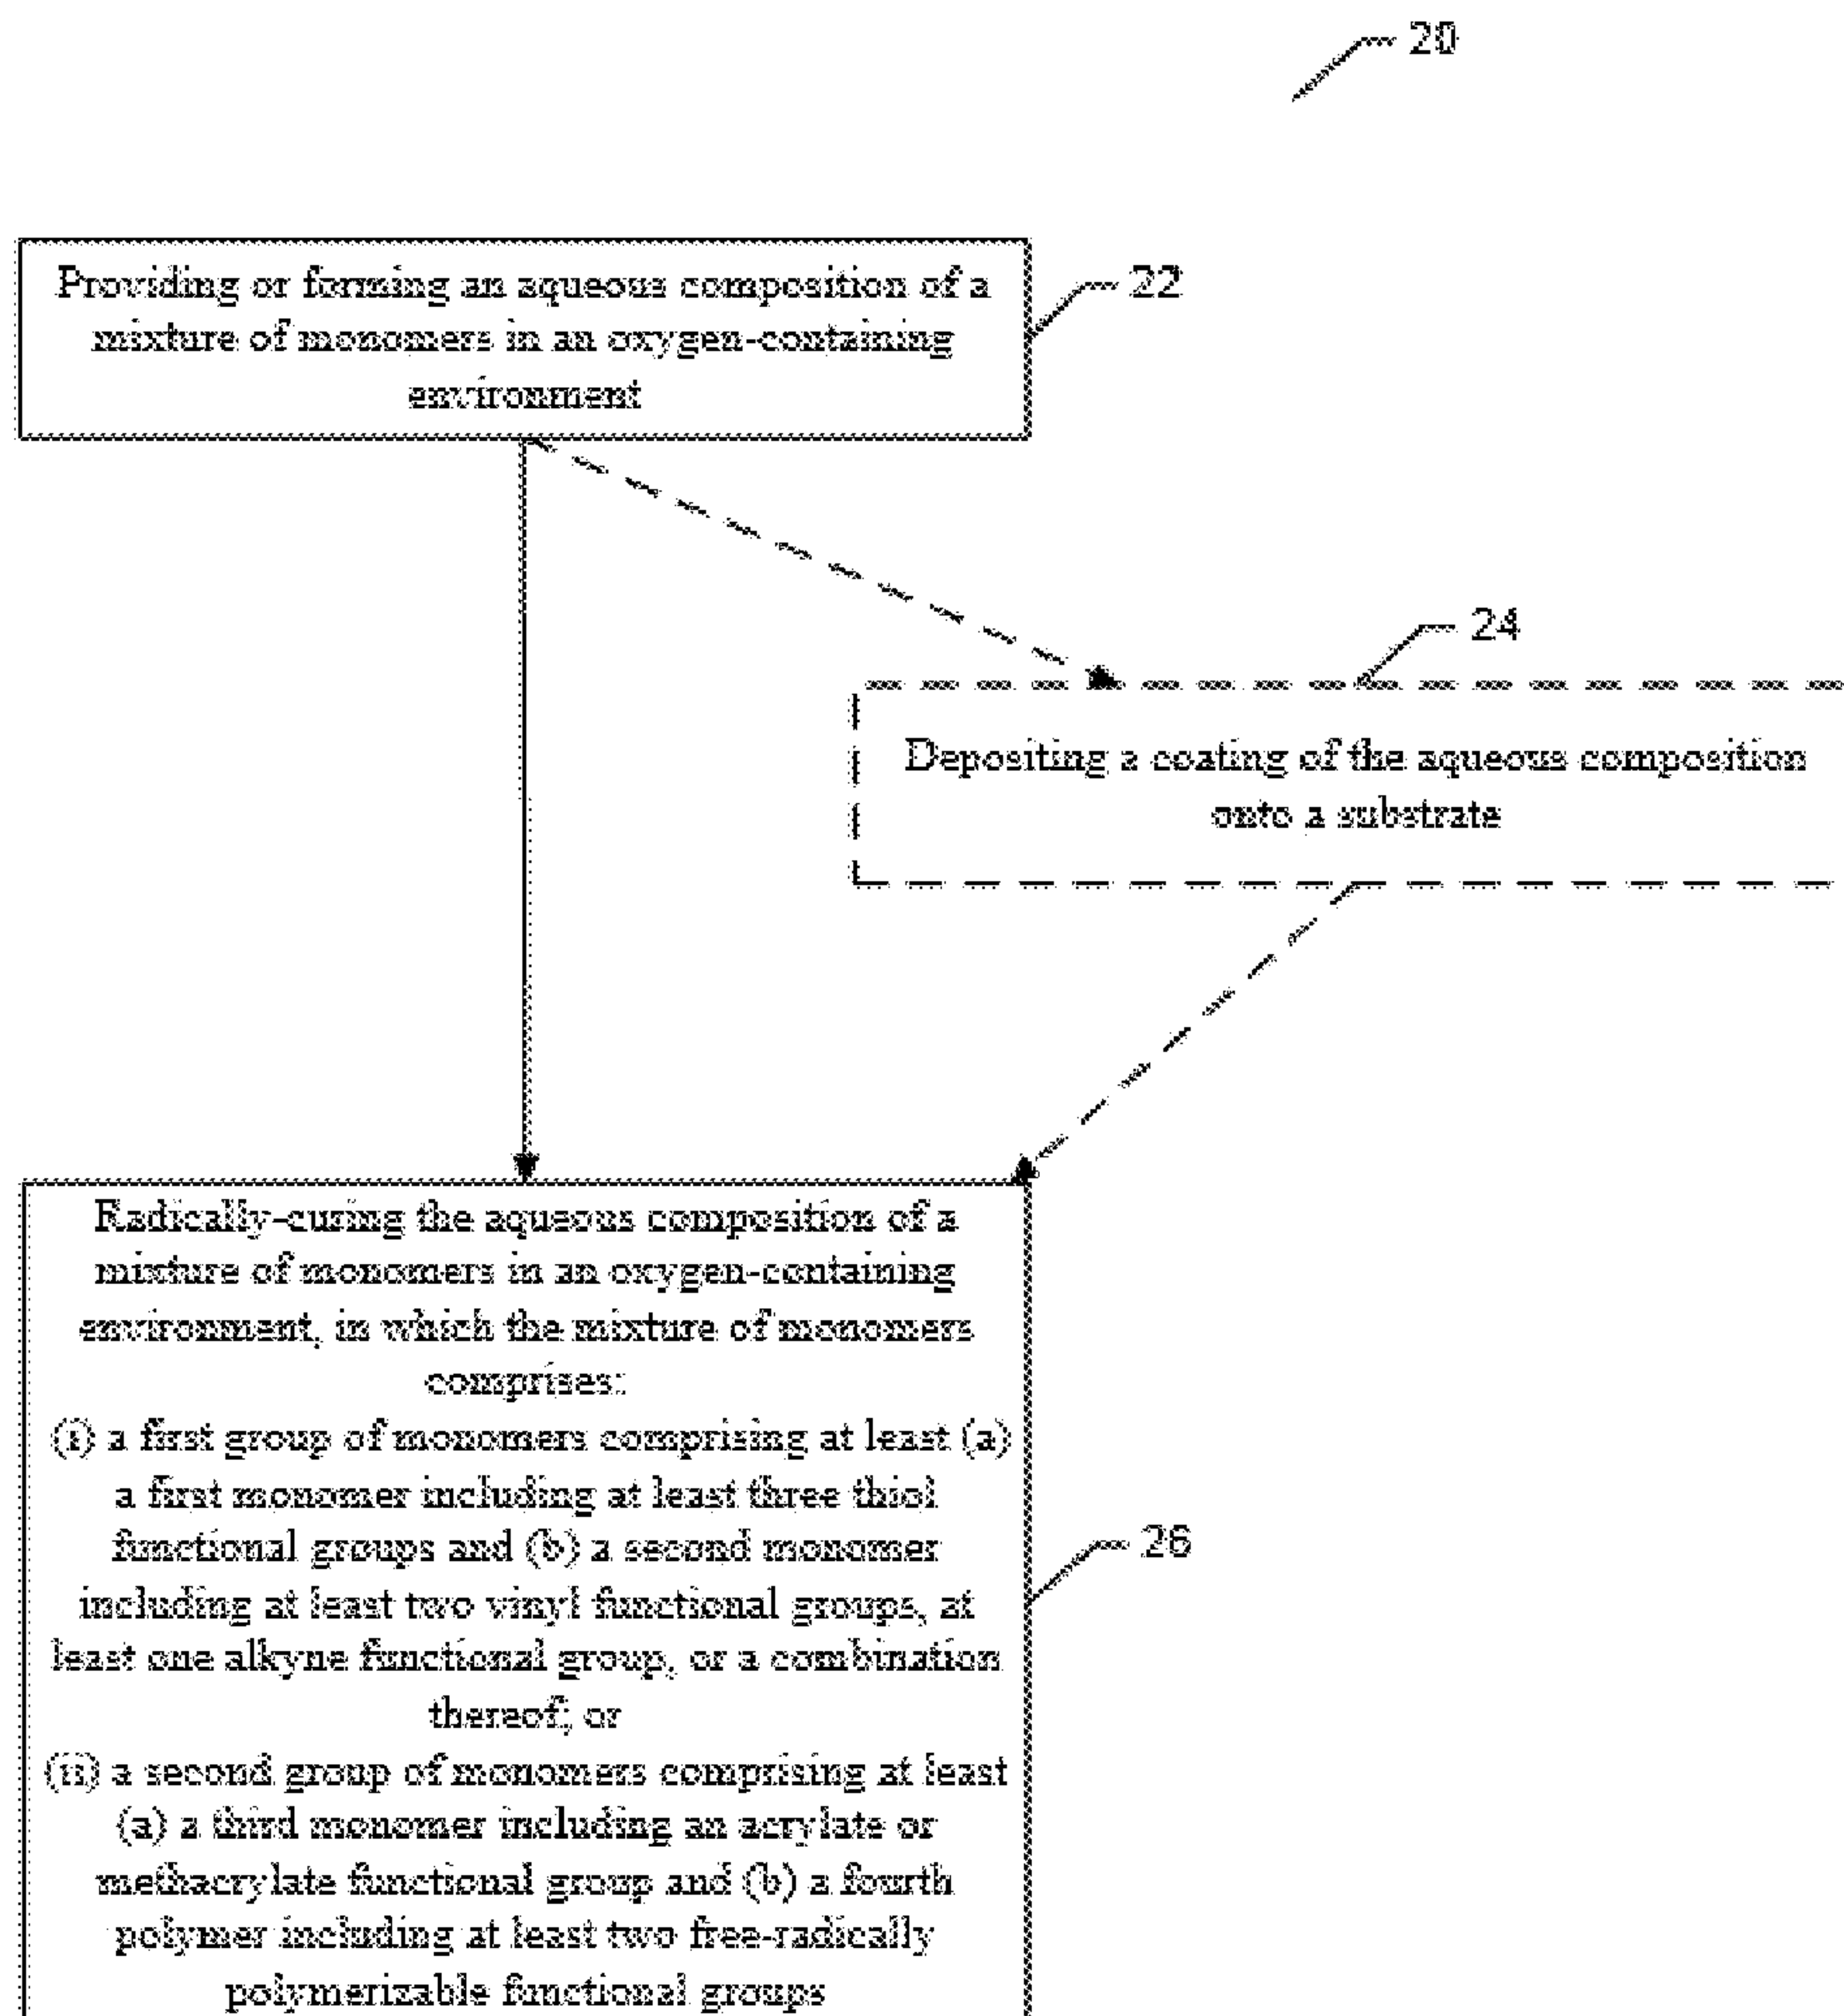 20
Providing or forming an aqueous composition of a
mixture of monomers in an oxygen-containing
environment
22
24
Depositing a coating of the aqueous composition
onto a substrate
Radically-curing the aqueous composition of a
mixture of monomers in an oxygen-containing
environment, in which the mixture of monomers
comprises:
(i) a first group of monomers comprising at least (a)
a first monomer including at least three thiol
functional groups and (b) a second monomer
including at least two vinyl functional groups, at
least one alkyne functional group, or a combination
thereof; or
(ii) a second group of monomers comprising at least
(a) a third monomer including an acrylate or
methacrylate functional group and (b) a fourth
polymer including at least two free-radically
polymerizable functional groups
26